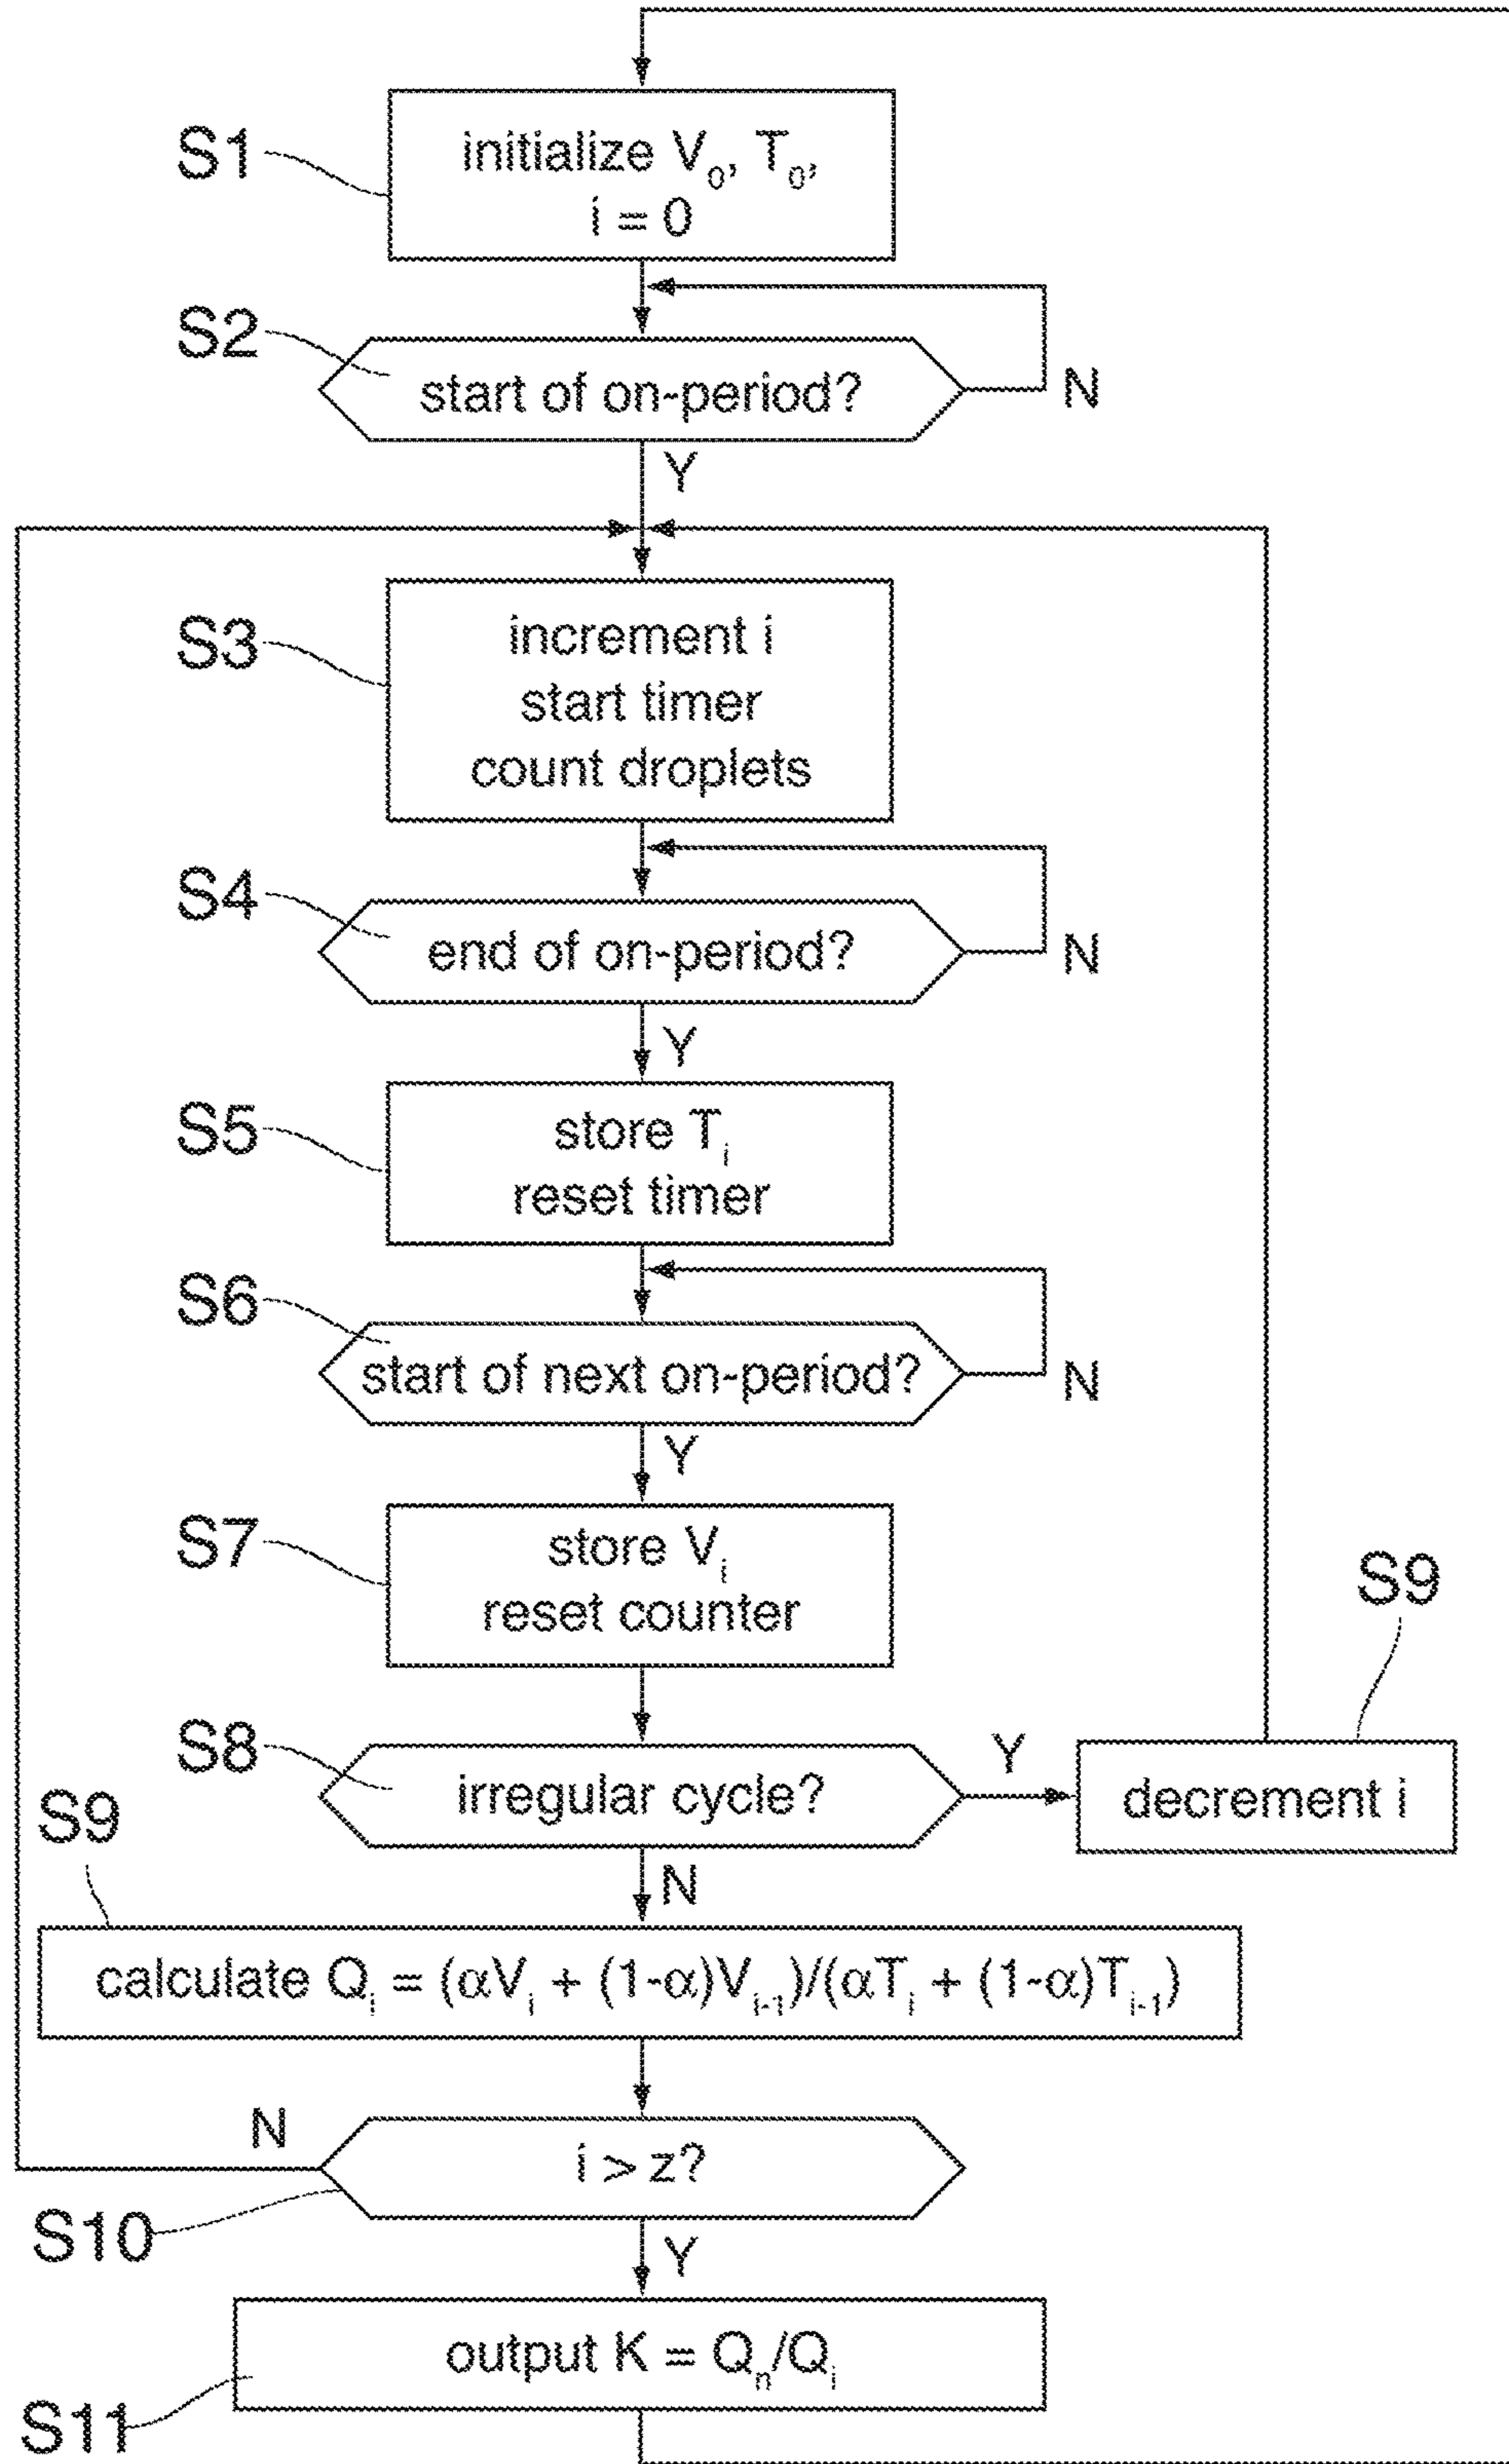 S1
initialize V₀, T₀,
i = 0
S2
start of on-period?
N
Y
S3
increment i
start timer
count droplets
S4
end of on-period?
N
Y
S5
store Tᵢ
reset timer
S6
start of next on-period?
N
Y
S7
store Vᵢ
reset counter
S8
irregular cycle?
Y
S9
decrement i
N
S9
calculate Qᵢ = (αVᵢ + (1-α)Vᵢ₋₁)/(αTᵢ + (1-α)Tᵢ₋₁)
S10
i > z?
N
Y
S11
output K = Qₙ/Qᵢ